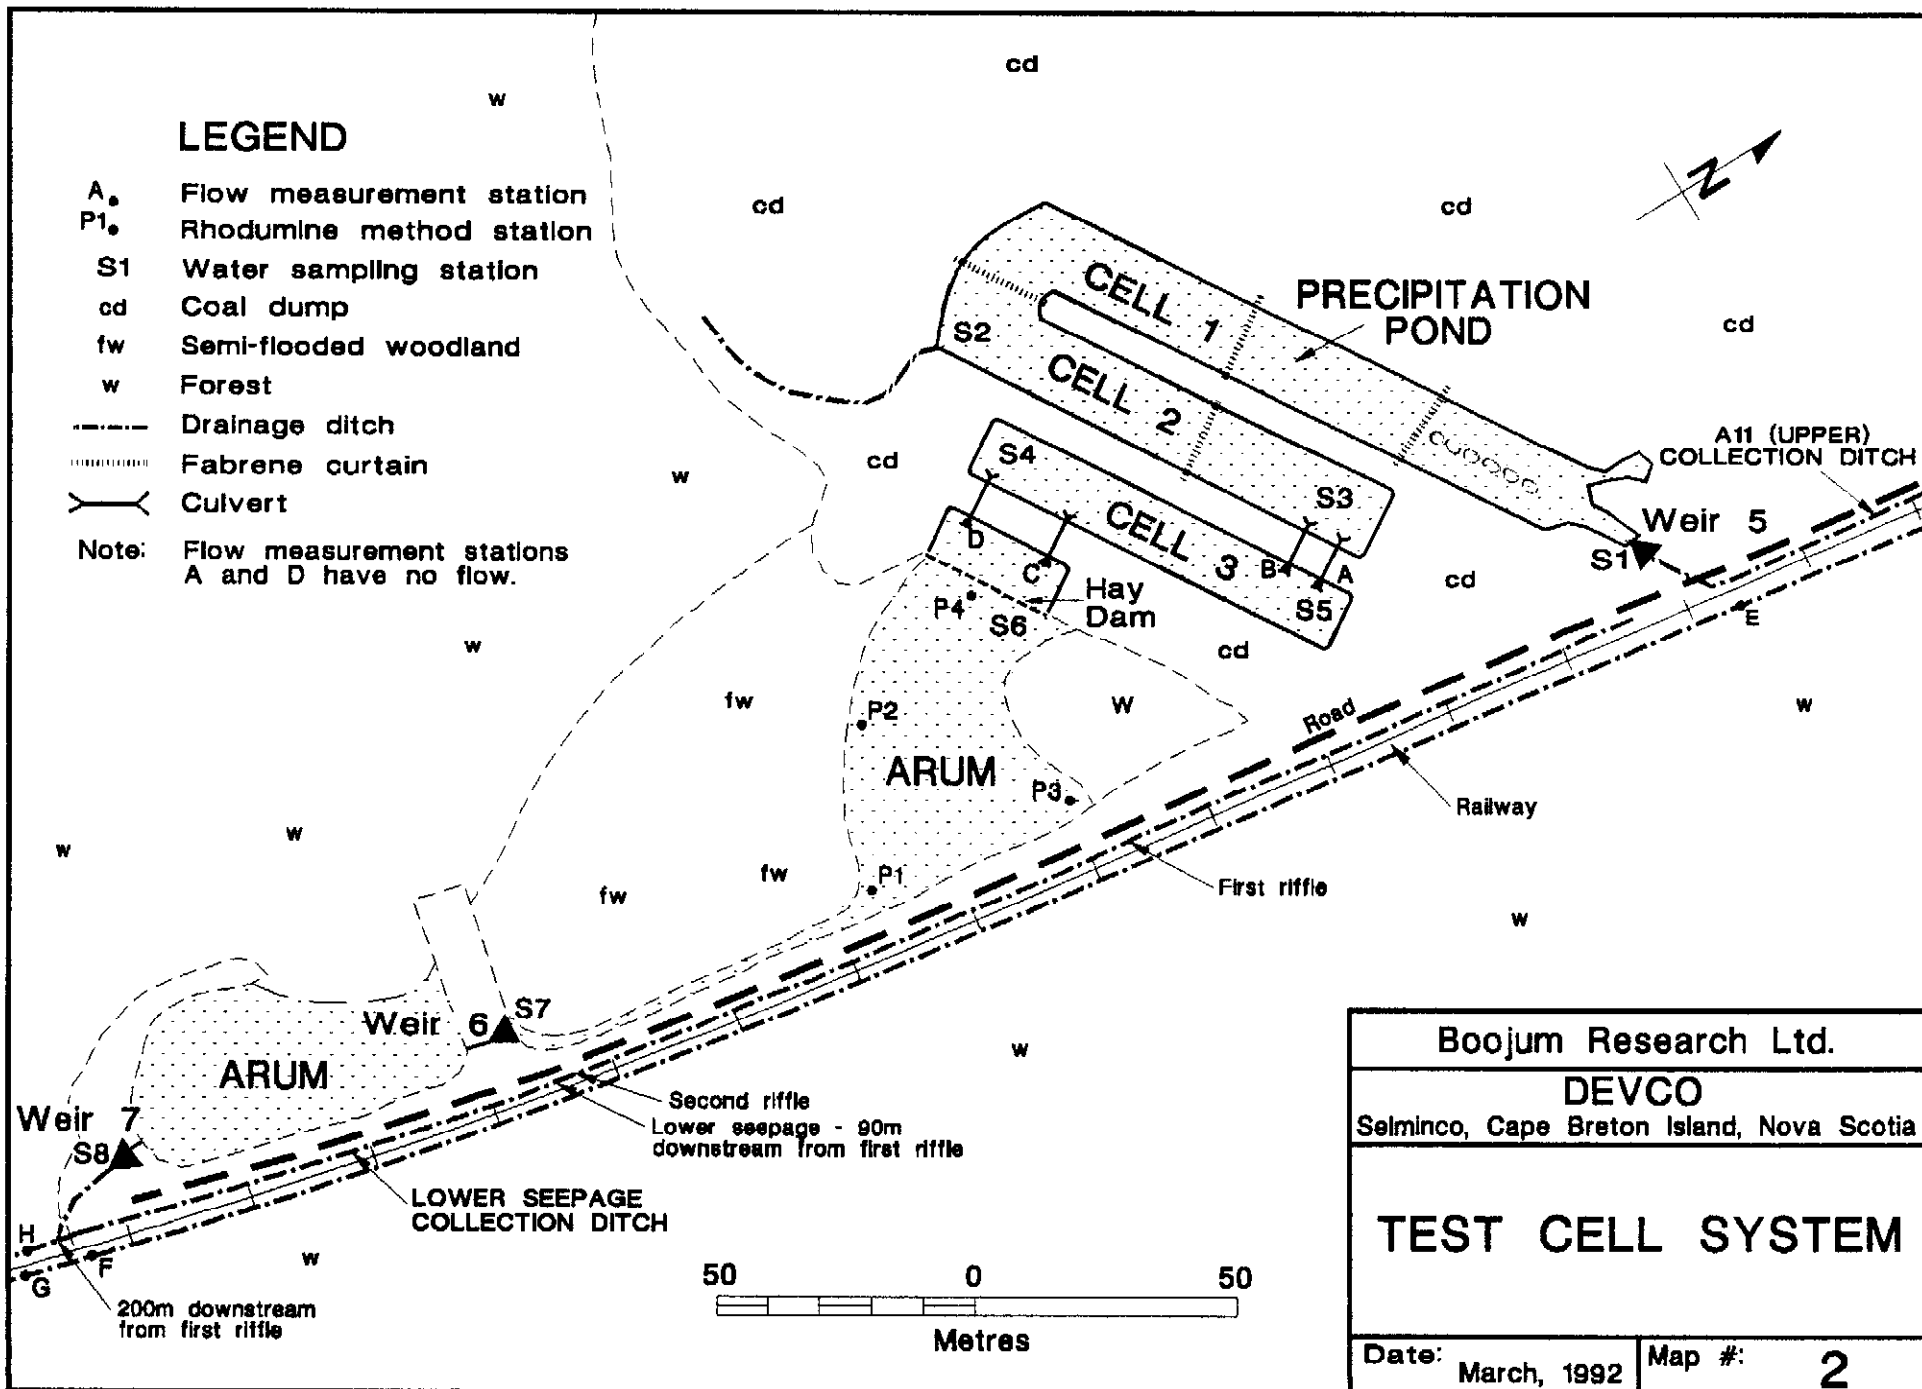 LEGEND
A Flow measurement station
P1 Rhodumine method station
S1 Water sampling station
cd Coal dump
fw Semi-flooded woodland
w Forest
Drainage ditch
Fabrene curtain
Culvert
Note: Flow measurement stations
A and D have no flow.
w
cd
cd
cd
N
CELL 1
PRECIPITATION
POND
cd
S2
CELL 2
A11 (UPPER)
COLLECTION DITCH
S4
cd
w
S3
Weir 5
CELL 3
D
C
B
A
S1
S5
cd
Hay
Dam
P4
S6
E
w
cd
fw
W
w
P2
Road
ARUM
P3
Railway
w
w
fw
P1
fw
First riffle
w
S7
Weir 6
w
ARUM
Second riffle
Lower seepage - 90m
downstream from first riffle
Weir 7
S8
LOWER SEEPAGE
COLLECTION DITCH
H
F
G
w
200m downstream
from first riffle
50 0 50
Metres
Boojum Research Ltd.
DEVCO
Selminco, Cape Breton Island, Nova Scotia
TEST CELL SYSTEM
Date: March, 1992
Map #: 2